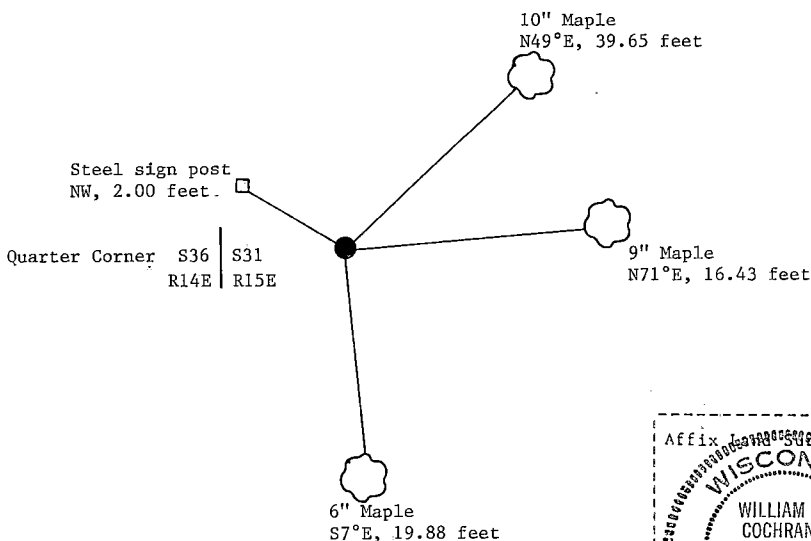 10" Maple
N49°E, 39.65 feet
Steel sign post
NW, 2.00 feet.
Quarter Corner S36 | S31
R14E | R15E
9" Maple
N71°E, 16.43 feet
6" Maple
S7°E, 19.88 feet
Affix Land
WILLIAM
COCHRAN